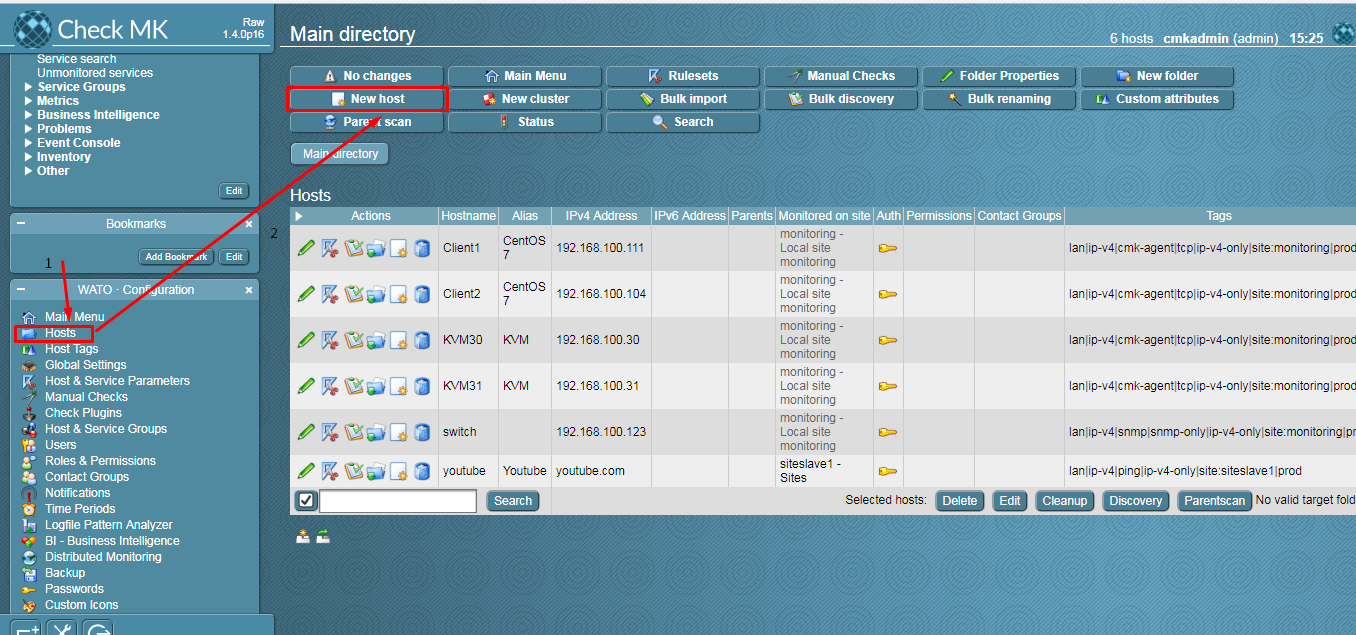 Check MK
Raw
1.4.0p16
Service search
Unmonitored services
Service Groups
Metrics
Business Intelligence
Problems
Event Console
Inventory
Other
Edit
Bookmarks
Add Bookmark
Edit
1
WATO · Configuration
Main Menu
Hosts
Host Tags
Global Settings
Host & Service Parameters
Manual Checks
Check Plugins
Host & Service Groups
Users
Roles & Permissions
Contact Groups
Notifications
Time Periods
Logfile Pattern Analyzer
BI - Business Intelligence
Distributed Monitoring
Backup
Passwords
Custom Icons
2
Main directory
6 hosts cmkadmin (admin) 15:25
No changes Main Menu Rulesets Manual Checks Folder Properties New folder
New host New cluster Bulk import Bulk discovery Bulk renaming Custom attributes
Parent scan Status Search
Main directory
Hosts
Actions Hostname Alias IPv4 Address IPv6 Address Parents Monitored on site Auth Permissions Contact Groups Tags
Client1 CentOS 7 192.168.100.111 monitoring - Local site monitoring lan|ip-v4|cmk-agent|tcp|ip-v4-only|site:monitoring|prod
Client2 CentOS 7 192.168.100.104 monitoring - Local site monitoring lan|ip-v4|cmk-agent|tcp|ip-v4-only|site:monitoring|prod
KVM30 KVM 192.168.100.30 monitoring - Local site monitoring lan|ip-v4|cmk-agent|tcp|ip-v4-only|site:monitoring|prod
KVM31 KVM 192.168.100.31 monitoring - Local site monitoring lan|ip-v4|cmk-agent|tcp|ip-v4-only|site:monitoring|prod
switch 192.168.100.123 monitoring - Local site monitoring lan|ip-v4|snmp|snmp-only|ip-v4-only|site:monitoring|pr
youtube Youtube youtube.com siteslave1 - Sites lan|ip-v4|ping|ip-v4-only|site:siteslave1|prod
Search Selected hosts: Delete Edit Cleanup Discovery Parentscan No valid target fold